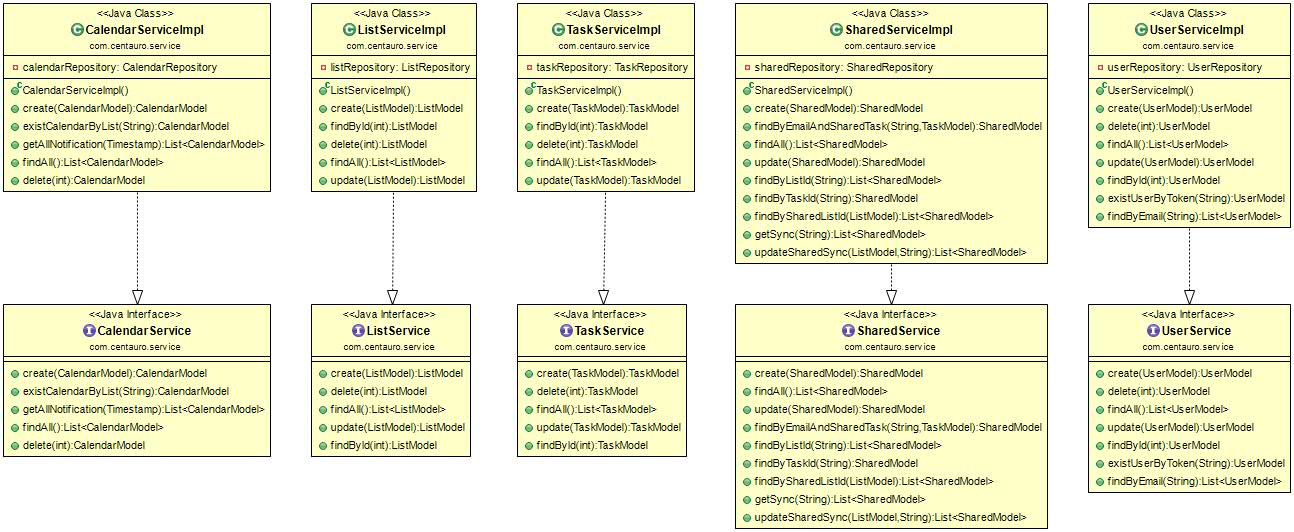 <<Java Class>>
CalendarServiceImpl
com.centauro.service
calendarRepository: CalendarRepository
CalendarServiceImpl()
create(CalendarModel):CalendarModel
existCalendarByList(String):CalendarModel
getAllNotification(Timestamp):List<CalendarModel>
findAll():List<CalendarModel>
delete(int):CalendarModel
<<Java Class>>
ListServiceImpl
com.centauro.service
listRepository: ListRepository
ListServiceImpl()
create(ListModel):ListModel
findById(int):ListModel
delete(int):ListModel
findAll():List<ListModel>
update(ListModel):ListModel
<<Java Class>>
TaskServiceImpl
com.centauro.service
taskRepository: TaskRepository
TaskServiceImpl()
create(TaskModel):TaskModel
findById(int):TaskModel
delete(int):TaskModel
findAll():List<TaskModel>
update(TaskModel):TaskModel
<<Java Class>>
SharedServiceImpl
com.centauro.service
sharedRepository: SharedRepository
SharedServiceImpl()
create(SharedModel):SharedModel
findByEmailAndSharedTask(String,TaskModel):SharedModel
findAll():List<SharedModel>
update(SharedModel):SharedModel
findByListId(String):List<SharedModel>
findByTaskId(String):SharedModel
findBySharedListId(ListModel):List<SharedModel>
getSync(String):List<SharedModel>
updateSharedSync(ListModel,String):List<SharedModel>
<<Java Class>>
UserServiceImpl
com.centauro.service
userRepository: UserRepository
UserServiceImpl()
create(UserModel):UserModel
delete(int):UserModel
findAll():List<UserModel>
update(UserModel):UserModel
findById(int):UserModel
existUserByToken(String):UserModel
findByEmail(String):List<UserModel>
<<Java Interface>>
CalendarService
com.centauro.service
create(CalendarModel):CalendarModel
existCalendarByList(String):CalendarModel
getAllNotification(Timestamp):List<CalendarModel>
findAll():List<CalendarModel>
delete(int):CalendarModel
<<Java Interface>>
ListService
com.centauro.service
create(ListModel):ListModel
delete(int):ListModel
findAll():List<ListModel>
update(ListModel):ListModel
findById(int):ListModel
<<Java Interface>>
TaskService
com.centauro.service
create(TaskModel):TaskModel
delete(int):TaskModel
findAll():List<TaskModel>
update(TaskModel):TaskModel
findById(int):TaskModel
<<Java Interface>>
SharedService
com.centauro.service
create(SharedModel):SharedModel
findAll():List<SharedModel>
update(SharedModel):SharedModel
findByEmailAndSharedTask(String,TaskModel):SharedModel
findByListId(String):List<SharedModel>
findByTaskId(String):SharedModel
findBySharedListId(ListModel):List<SharedModel>
getSync(String):List<SharedModel>
updateSharedSync(ListModel,String):List<SharedModel>
<<Java Interface>>
UserService
com.centauro.service
create(UserModel):UserModel
delete(int):UserModel
findAll():List<UserModel>
update(UserModel):UserModel
findById(int):UserModel
existUserByToken(String):UserModel
findByEmail(String):List<UserModel>